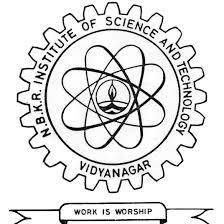 N.B.K.R. INSTITUTE OF SCIENCE AND TECHNOLOGY
VIDYANAGAR
WORK IS WORSHIP